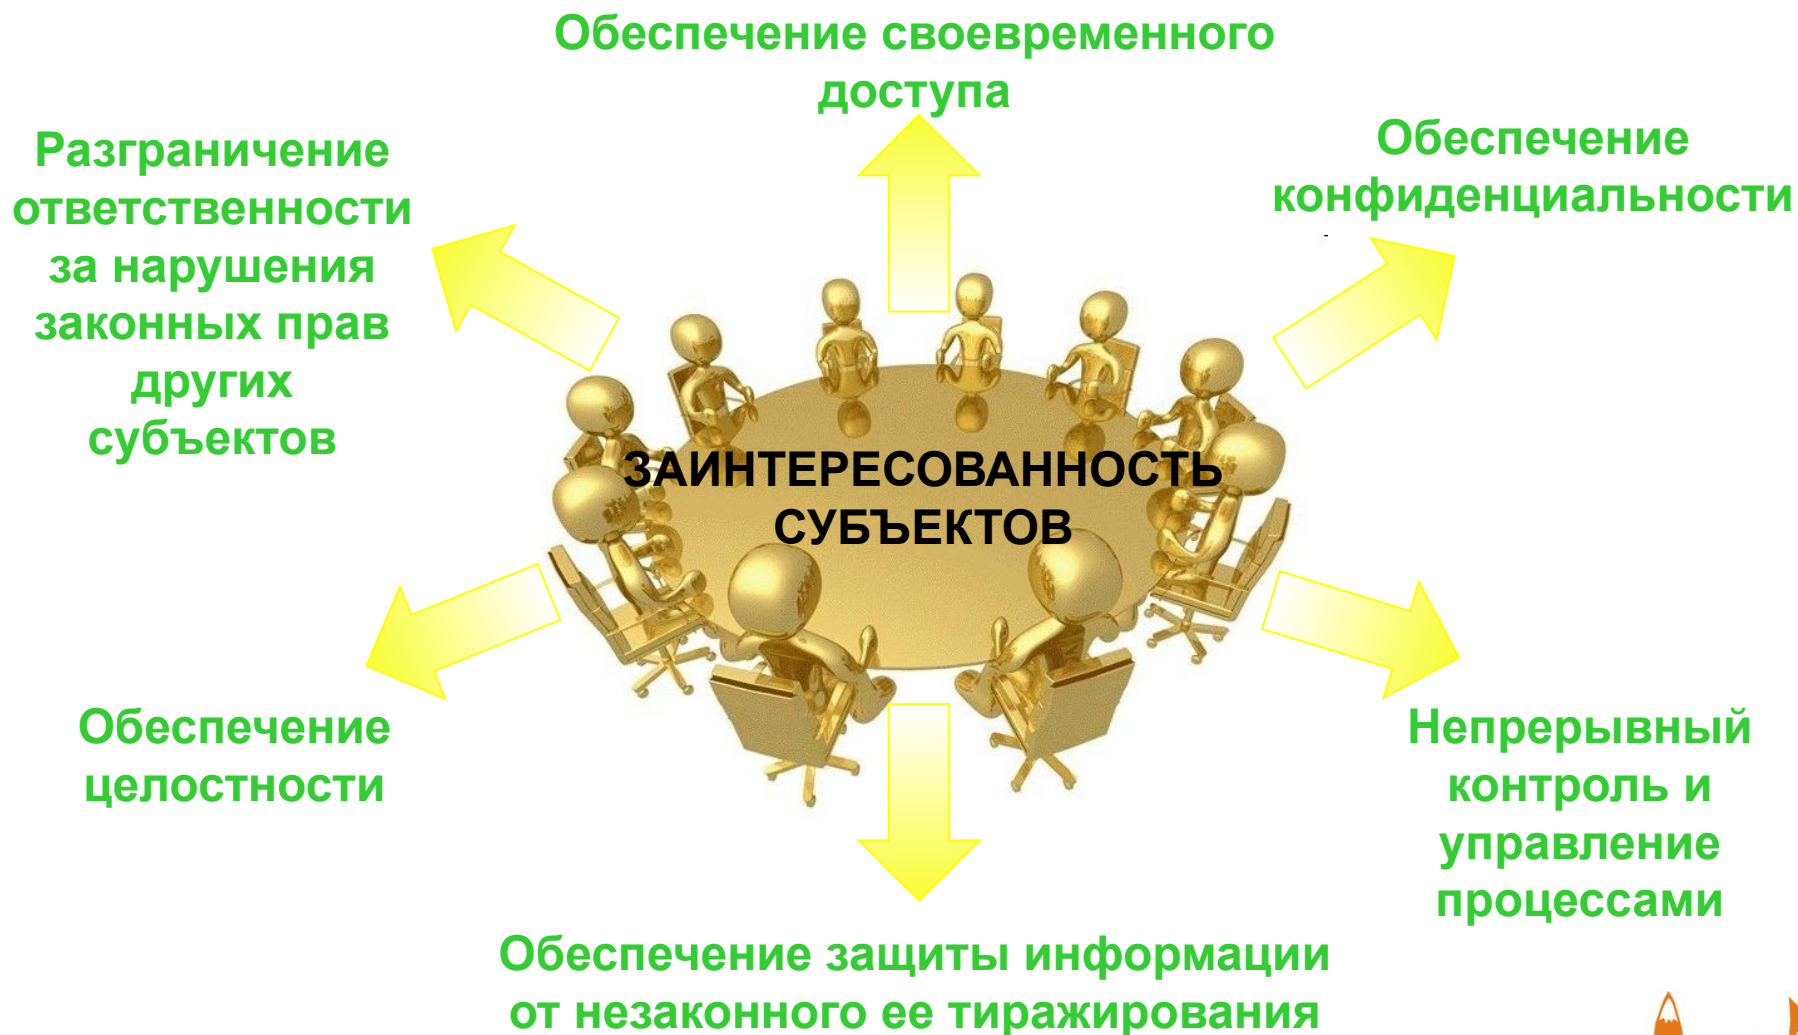 Обеспечение своевременного
доступа
Разграничение
ответственности
за нарушения
законных прав
других
субъектов
Обеспечение
конфиденциальности
ЗАИНТЕРЕСОВАННОСТЬ
СУБЪЕКТОВ
Обеспечение
целостности
Непрерывный
контроль и
управление
процессами
Обеспечение защиты информации
от незаконного ее тиражирования